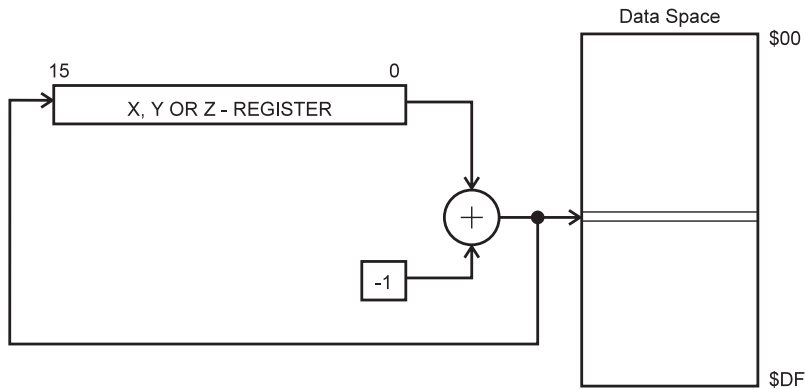 Data Space
$00
15
0
X, Y OR Z - REGISTER
+
-1
$DF